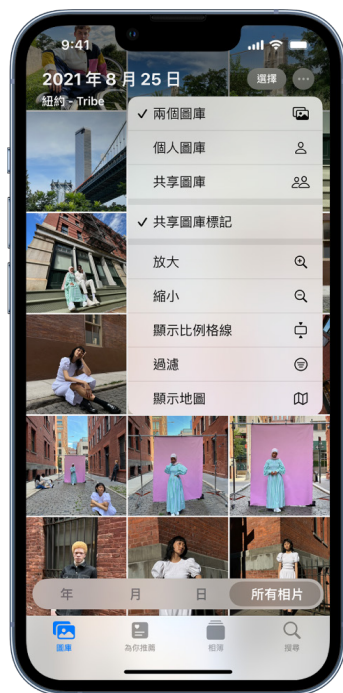 9:41
2021 年 8 月 25 日
選擇
紐約 - Tribe
兩個圖庫
個人圖庫
共享圖庫
共享圖庫標記
放大
縮小
顯示比例格線
過濾
顯示地圖
年
月
日
所有相片
圖庫
為你推薦
相簿
搜尋